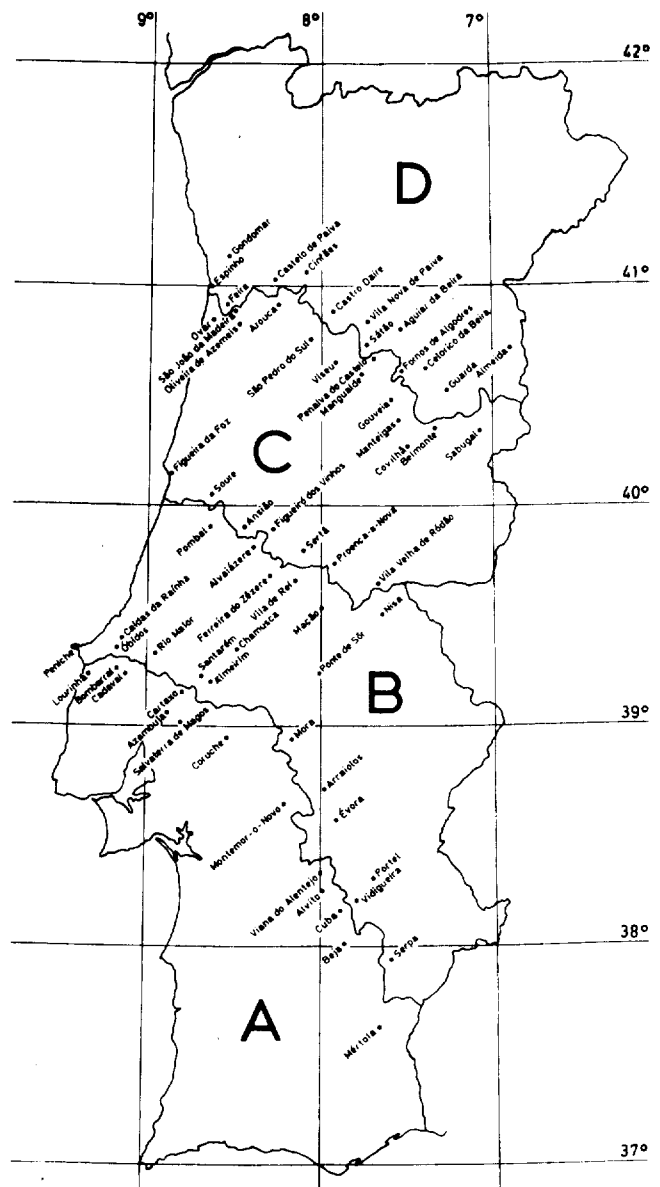 9°
8°
7°
42°
D
Gondomar
Espinho
Castelo de Paiva
Cinfães
41°
Feira
Ovar
São João da Madeira
Oliveira de Azemeis
Arouca
Castro Daire
Vila Nova de Paiva
Aguiar da Beira
Sátão
São Pedro do Sul
Viseu
Penalva de Castelo
Mangualde
Fornos de Algodres
Celorico da Beira
Guarda
Almeida
Gouveia
Manteigas
Covilhã
Belmonte
Sabugal
Figueira da Foz
C
Soure
40°
Ansião
Figueiró dos Vinhos
Pombal
Alvaiázere
Sertã
Proença-a-Nova
Vila Velha de Ródão
Ferreira do Zêzere
Vila de Rei
Mação
Nisa
Caldas da Raínha
Óbidos
Rio Maior
Peniche
Lourinhã
Bombarral
Cadaval
Santarém
Chamusca
Almeirim
Ponte de Sôr
B
Cartaxo
Azambuja
Salvaterra de Magos
39°
Coruche
Mora
Arraiolos
Évora
Montemor-o-Novo
Portel
Vidigueira
Viana do Alentejo
Alvito
Cuba
Beja
Serpa
38°
A
Mértola
37°